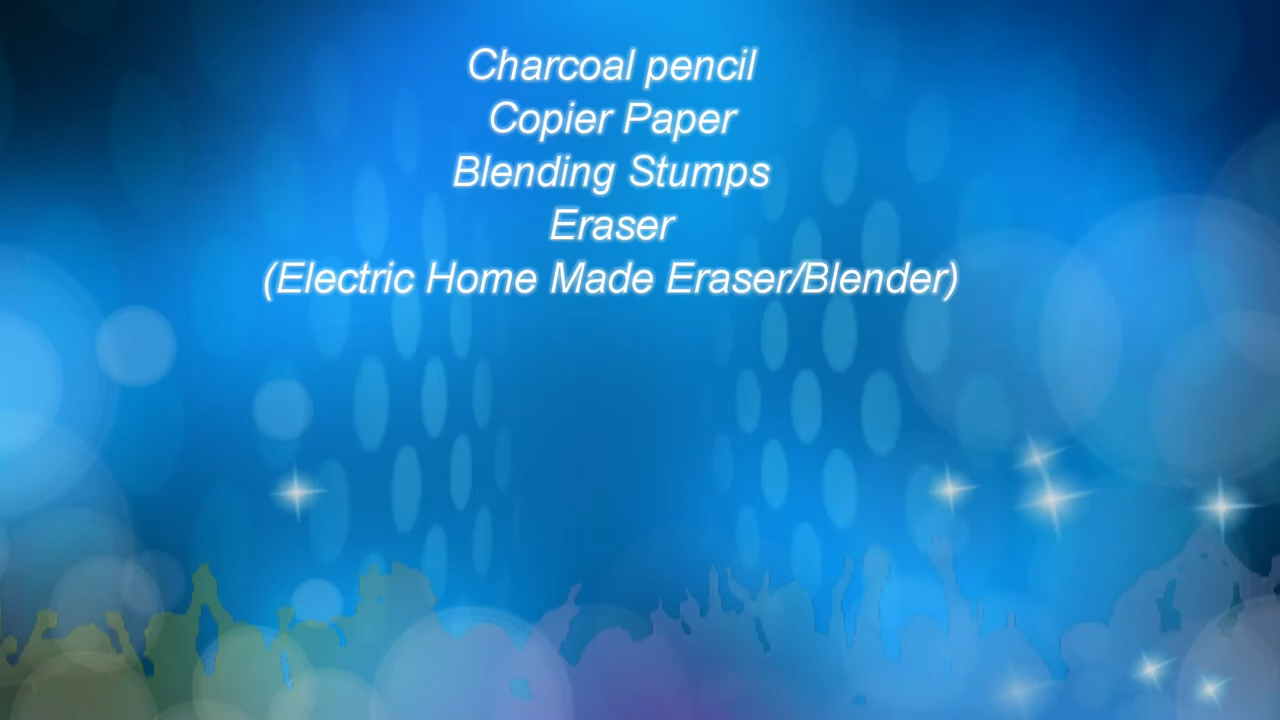 Charcoal pencil
Copier Paper
Blending Stumps
Eraser
(Electric Home Made Eraser/Blender)